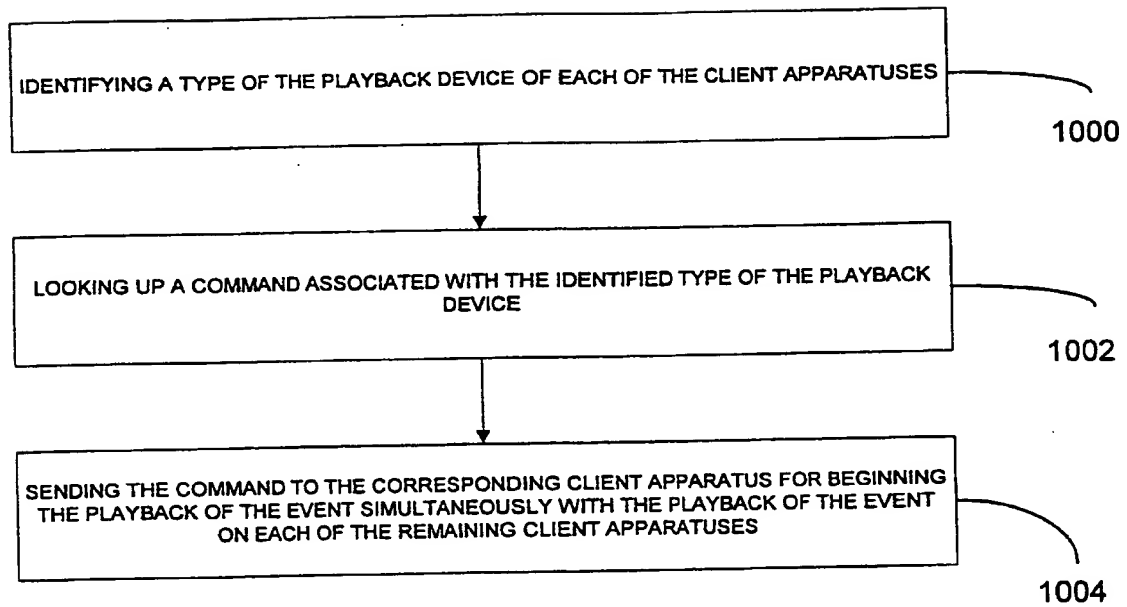 IDENTIFYING A TYPE OF THE PLAYBACK DEVICE OF EACH OF THE CLIENT APPARATUSES
1000
LOOKING UP A COMMAND ASSOCIATED WITH THE IDENTIFIED TYPE OF THE PLAYBACK
DEVICE
1002
SENDING THE COMMAND TO THE CORRESPONDING CLIENT APPARATUS FOR BEGINNING
THE PLAYBACK OF THE EVENT SIMULTANEOUSLY WITH THE PLAYBACK OF THE EVENT
ON EACH OF THE REMAINING CLIENT APPARATUSES
1004